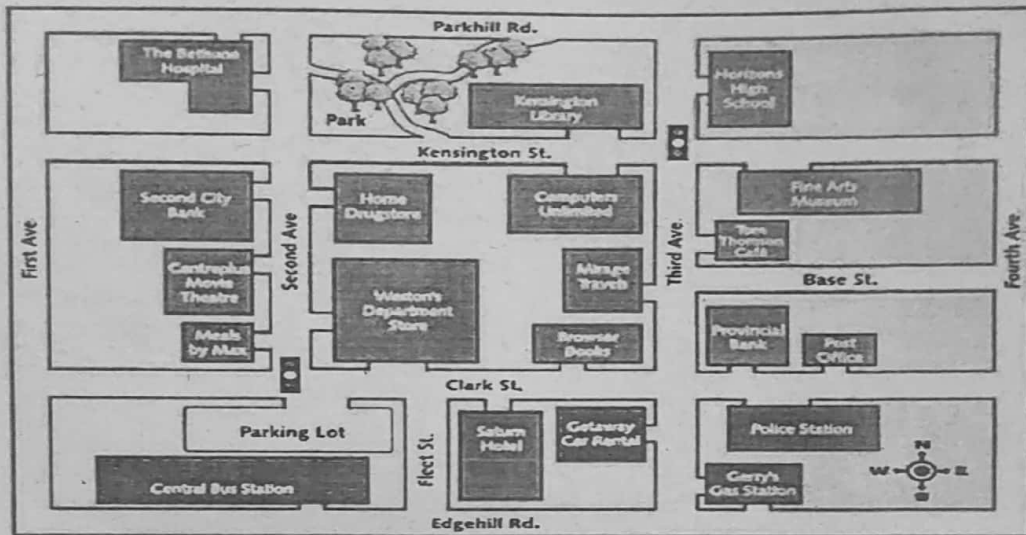 Parkhill Rd.
The Bethune
Hospital
Park
Kensington
Library
Horizons
High
School
Kensington St.
First Ave
Second City
Bank
Centreplus
Movie
Theatre
Meals
by Max
Second Ave
Home
Drugstore
Computers
Unlimited
Weston's
Department
Store
Mirage
Travels
Browser
Books
Third Ave.
Fine Arts
Museum
Tom
Thomson
Café
Base St.
Fourth Ave.
Provincial
Bank
Post
Office
Clark St.
Parking Lot
Central Bus Station
Fleet St.
Saturn
Hotel
Getaway
Car Rental
Police Station
Gerry's
Gas Station
N
W
E
S
Edgehill Rd.